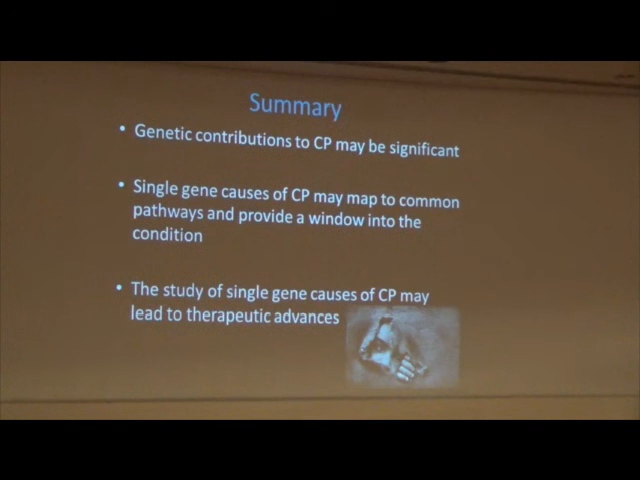 Summary
• Genetic contributions to CP may be significant
• Single gene causes of CP may map to common
pathways and provide a window into the
condition
• The study of single gene causes of CP may
lead to therapeutic advances